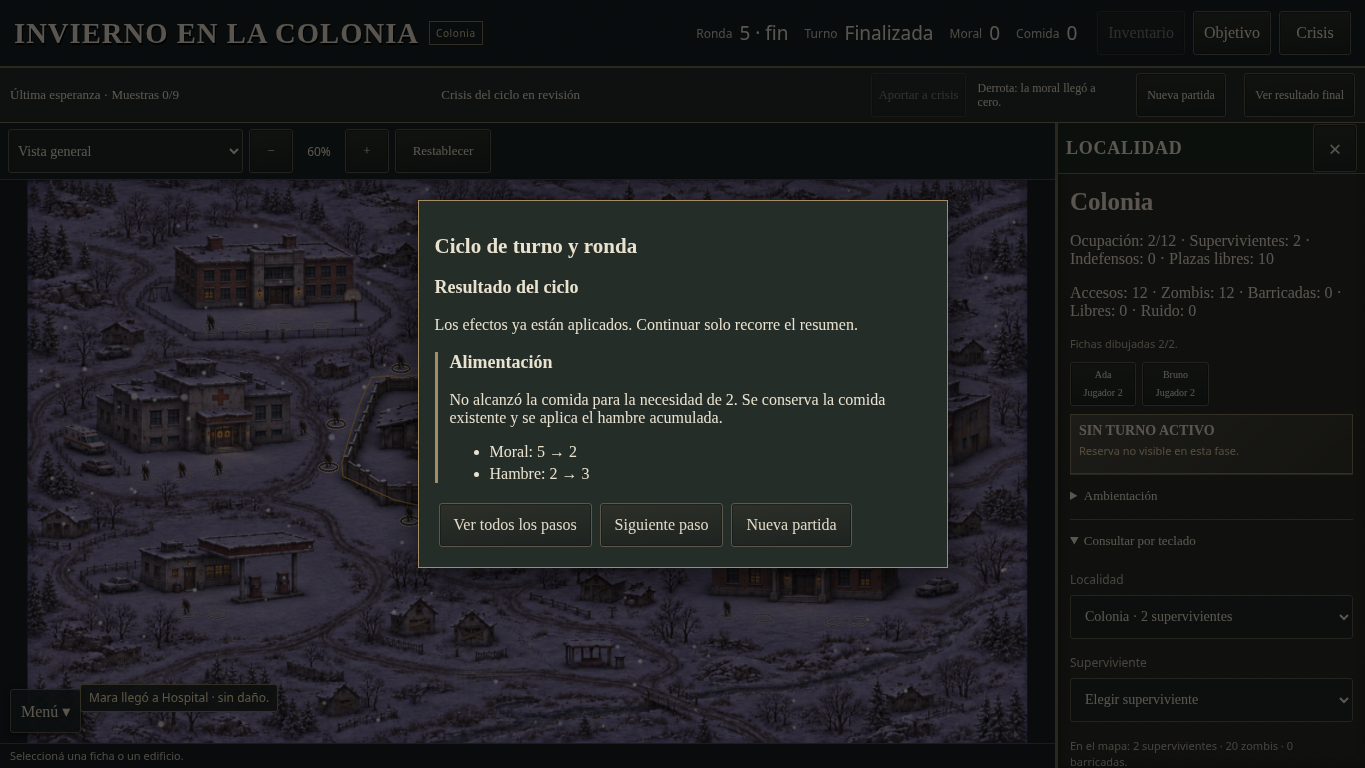 INVIERNO EN LA COLONIA
Colonia
Ronda 5 · fin
Turno Finalizada
Moral 0
Comida 0
Inventario
Objetivo
Crisis
Última esperanza · Muestras 0/9
Crisis del ciclo en revisión
Aportar a crisis
Derrota: la moral llegó a
cero.
Nueva partida
Ver resultado final
Vista general
−
60%
+
Restablecer
LOCALIDAD
✕
Colonia
Ocupación: 2/12 · Supervivientes: 2 ·
Indefensos: 0 · Plazas libres: 10
Accesos: 12 · Zombis: 12 · Barricadas: 0 ·
Libres: 0 · Ruido: 0
Fichas dibujadas 2/2.
Ada
Jugador 2
Bruno
Jugador 2
SIN TURNO ACTIVO
Reserva no visible en esta fase.
▶ Ambientación
▼ Consultar por teclado
Localidad
Colonia · 2 supervivientes
Superviviente
Elegir superviviente
En el mapa: 2 supervivientes · 20 zombis · 0
barricadas.
Ciclo de turno y ronda
Resultado del ciclo
Los efectos ya están aplicados. Continuar solo recorre el resumen.
Alimentación
No alcanzó la comida para la necesidad de 2. Se conserva la comida
existente y se aplica el hambre acumulada.
• Moral: 5 → 2
• Hambre: 2 → 3
Ver todos los pasos
Siguiente paso
Nueva partida
Menú ▾
Mara llegó a Hospital · sin daño.
Seleccioná una ficha o un edificio.